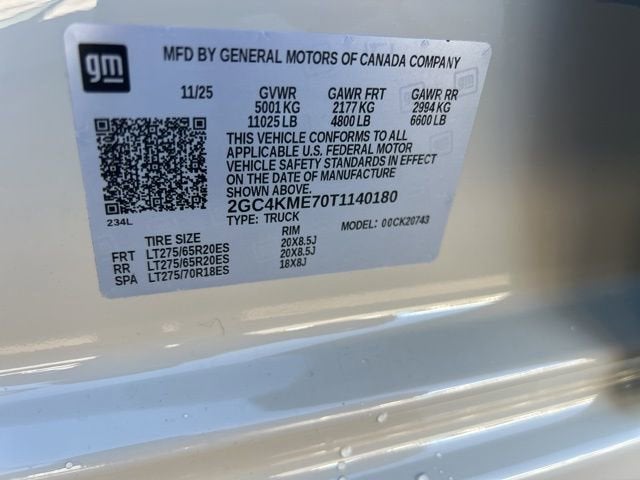 gm
MFD BY GENERAL MOTORS OF CANADA COMPANY
11/25 GVWR GAWR FRT GAWR RR
5001 KG 2177 KG 2994 KG
11025 LB 4800 LB 6600 LB
THIS VEHICLE CONFORMS TO ALL
APPLICABLE U.S. FEDERAL MOTOR
VEHICLE SAFETY STANDARDS IN EFFECT
ON THE DATE OF MANUFACTURE
SHOWN ABOVE.
2GC4KME70T1140180
TYPE: TRUCK MODEL: 00CK20743
234L
TIRE SIZE RIM
FRT LT275/65R20ES 20X8.5J
RR LT275/65R20ES 20X8.5J
SPA LT275/70R18ES 18X8J